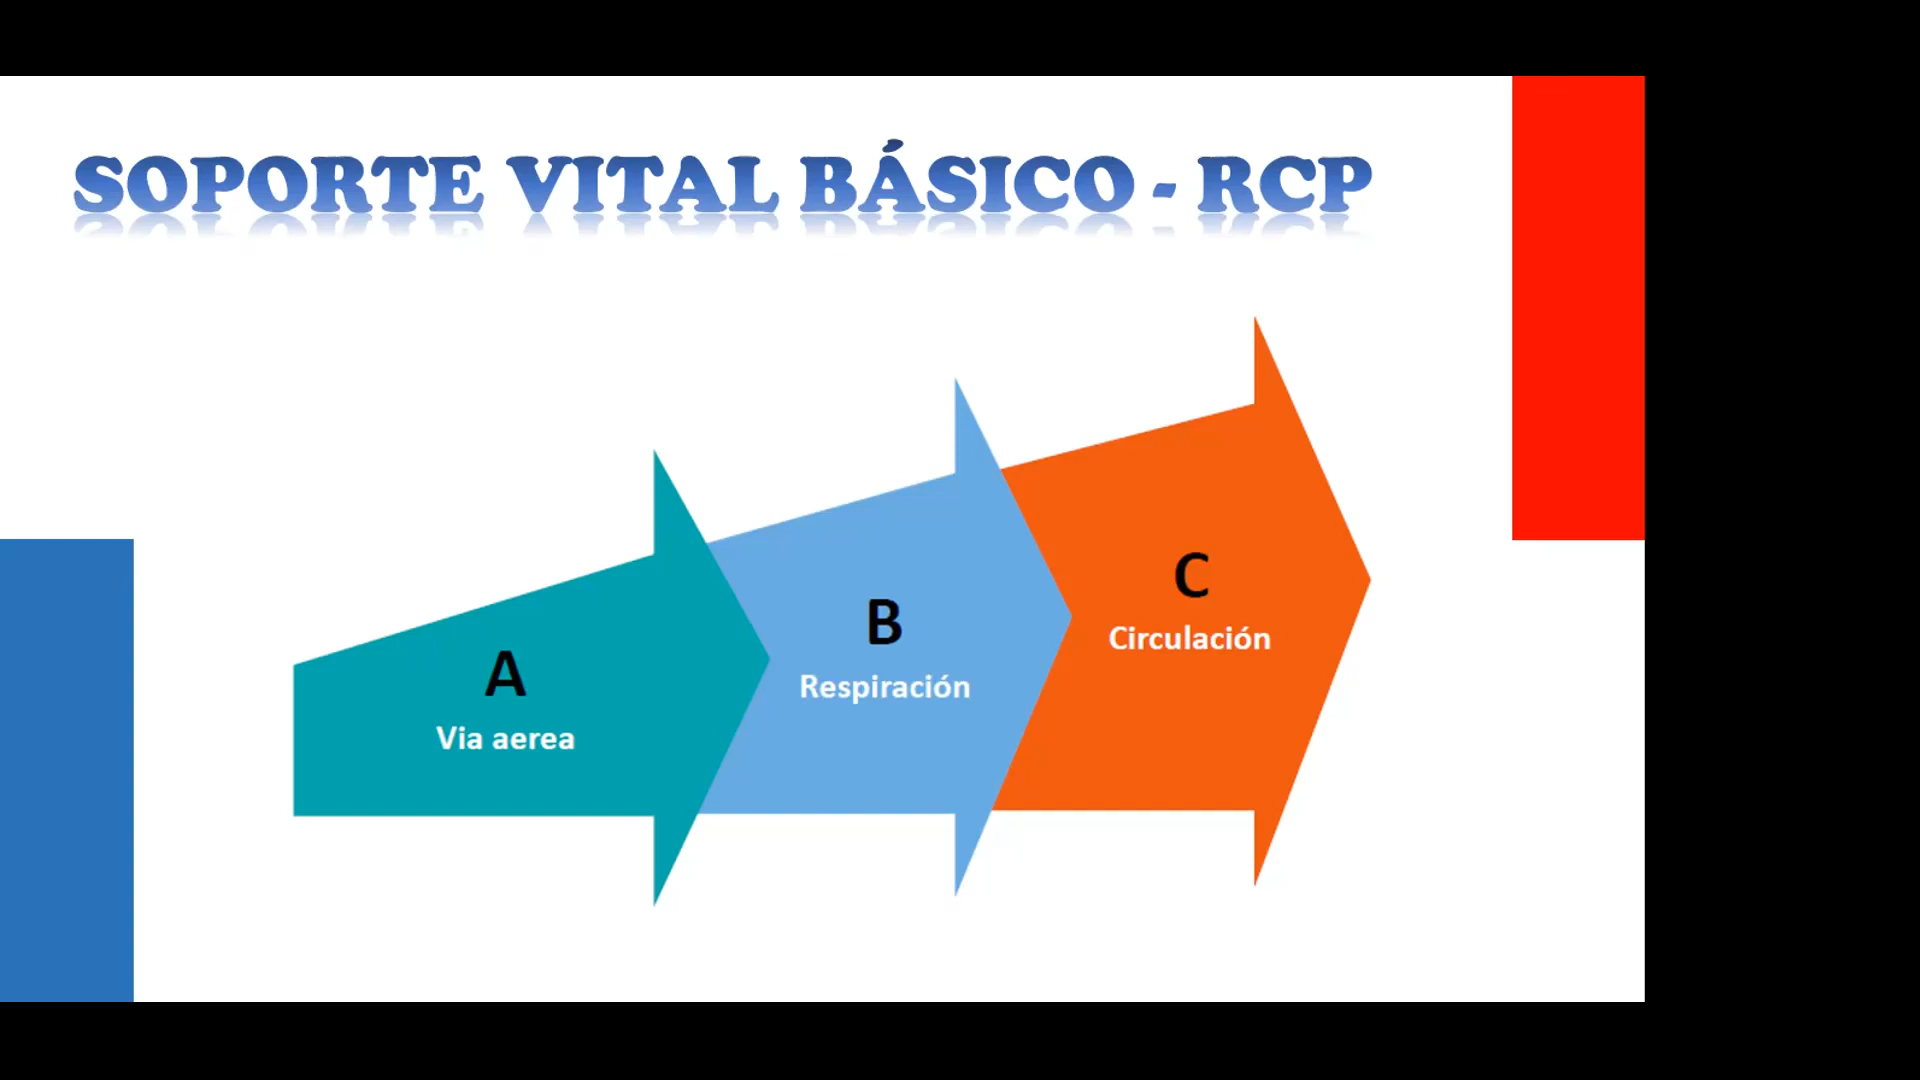 SOPORTE VITAL BÁSICO - RCP
A
Via aerea
B
Respiración
C
Circulación